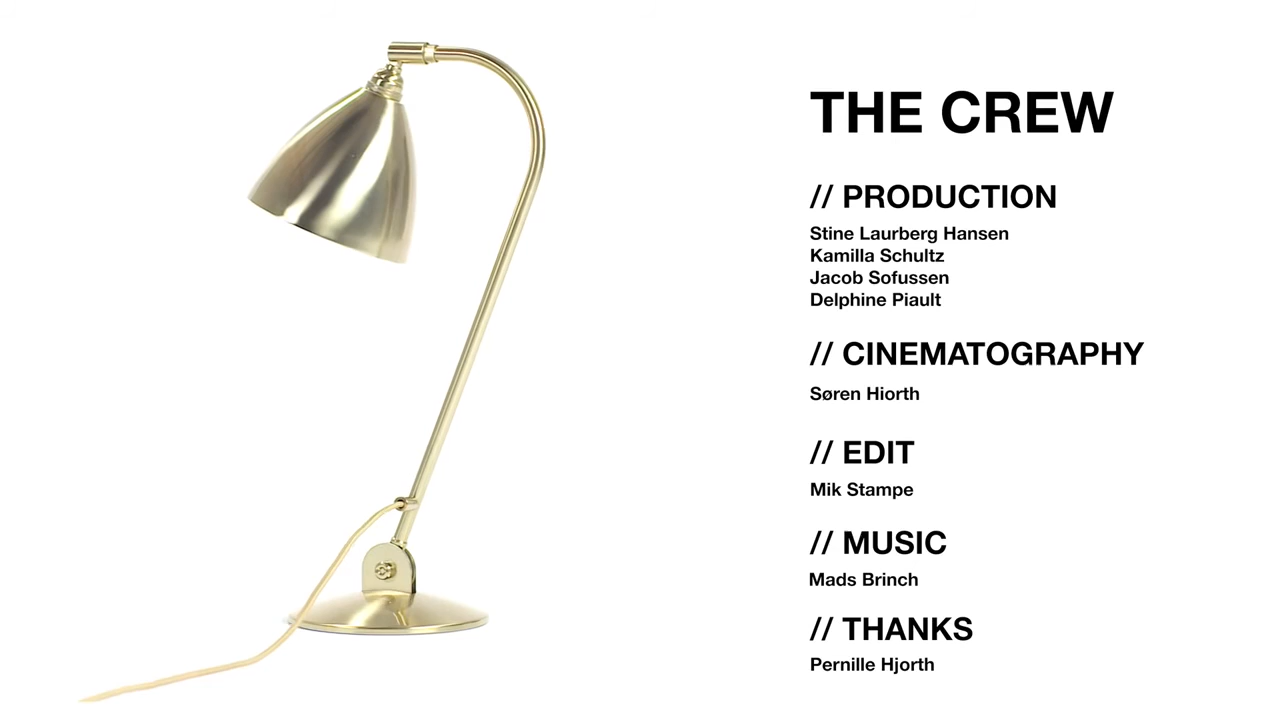 THE CREW
// PRODUCTION
Stine Laurberg Hansen
Kamilla Schultz
Jacob Sofussen
Delphine Piault
// CINEMATOGRAPHY
Søren Hiorth
// EDIT
Mik Stampe
// MUSIC
Mads Brinch
// THANKS
Pernille Hjorth